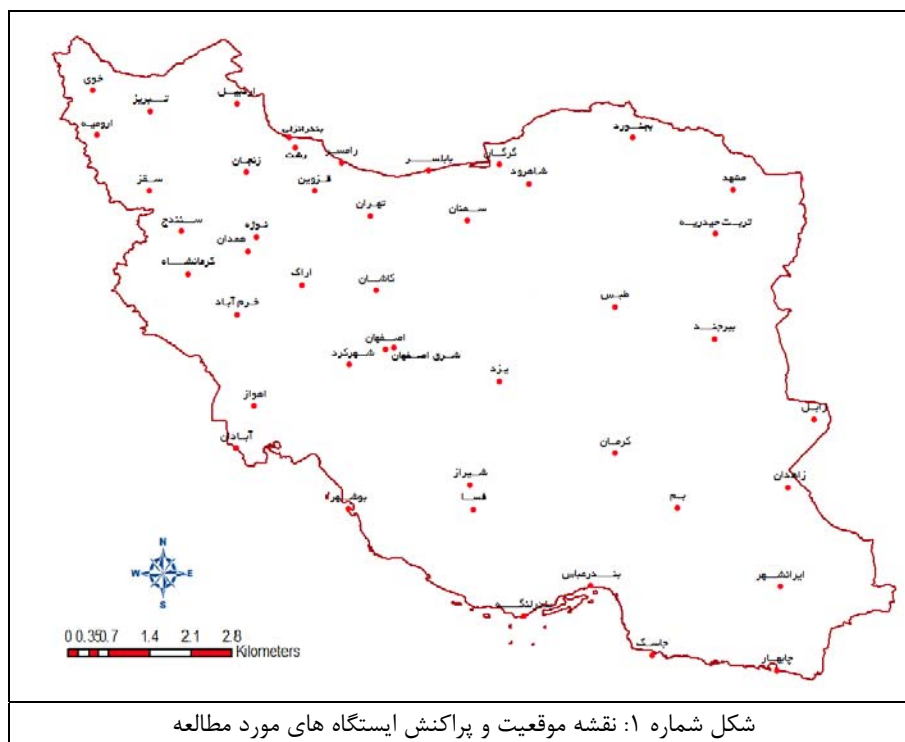 خوی
تبریز
اردبیل
ارومیه
بندرانزلی
رشت
رامسر
بابلسر
گرگان
بجنورد
زنجان
قزوین
شاهرود
مشهد
سقز
تهران
سمنان
تربت حیدریه
سنندج
نوژه
همدان
کرمانشاه
اراک
کاشان
خرم آباد
طبس
بیرجند
اصفهان
شرق اصفهان
شهرکرد
یزد
اهواز
زابل
آبادان
کرمان
شیراز
زاهدان
بوشهر
فسا
بم
بندرعباس
ایرانشهر
بندرلنگه
جاسک
چابهار
N
W E
S
0 0.35 0.7 1.4 2.1 2.8
Kilometers
شکل شماره ۱: نقشه موقعیت و پراکنش ایستگاه های مورد مطالعه